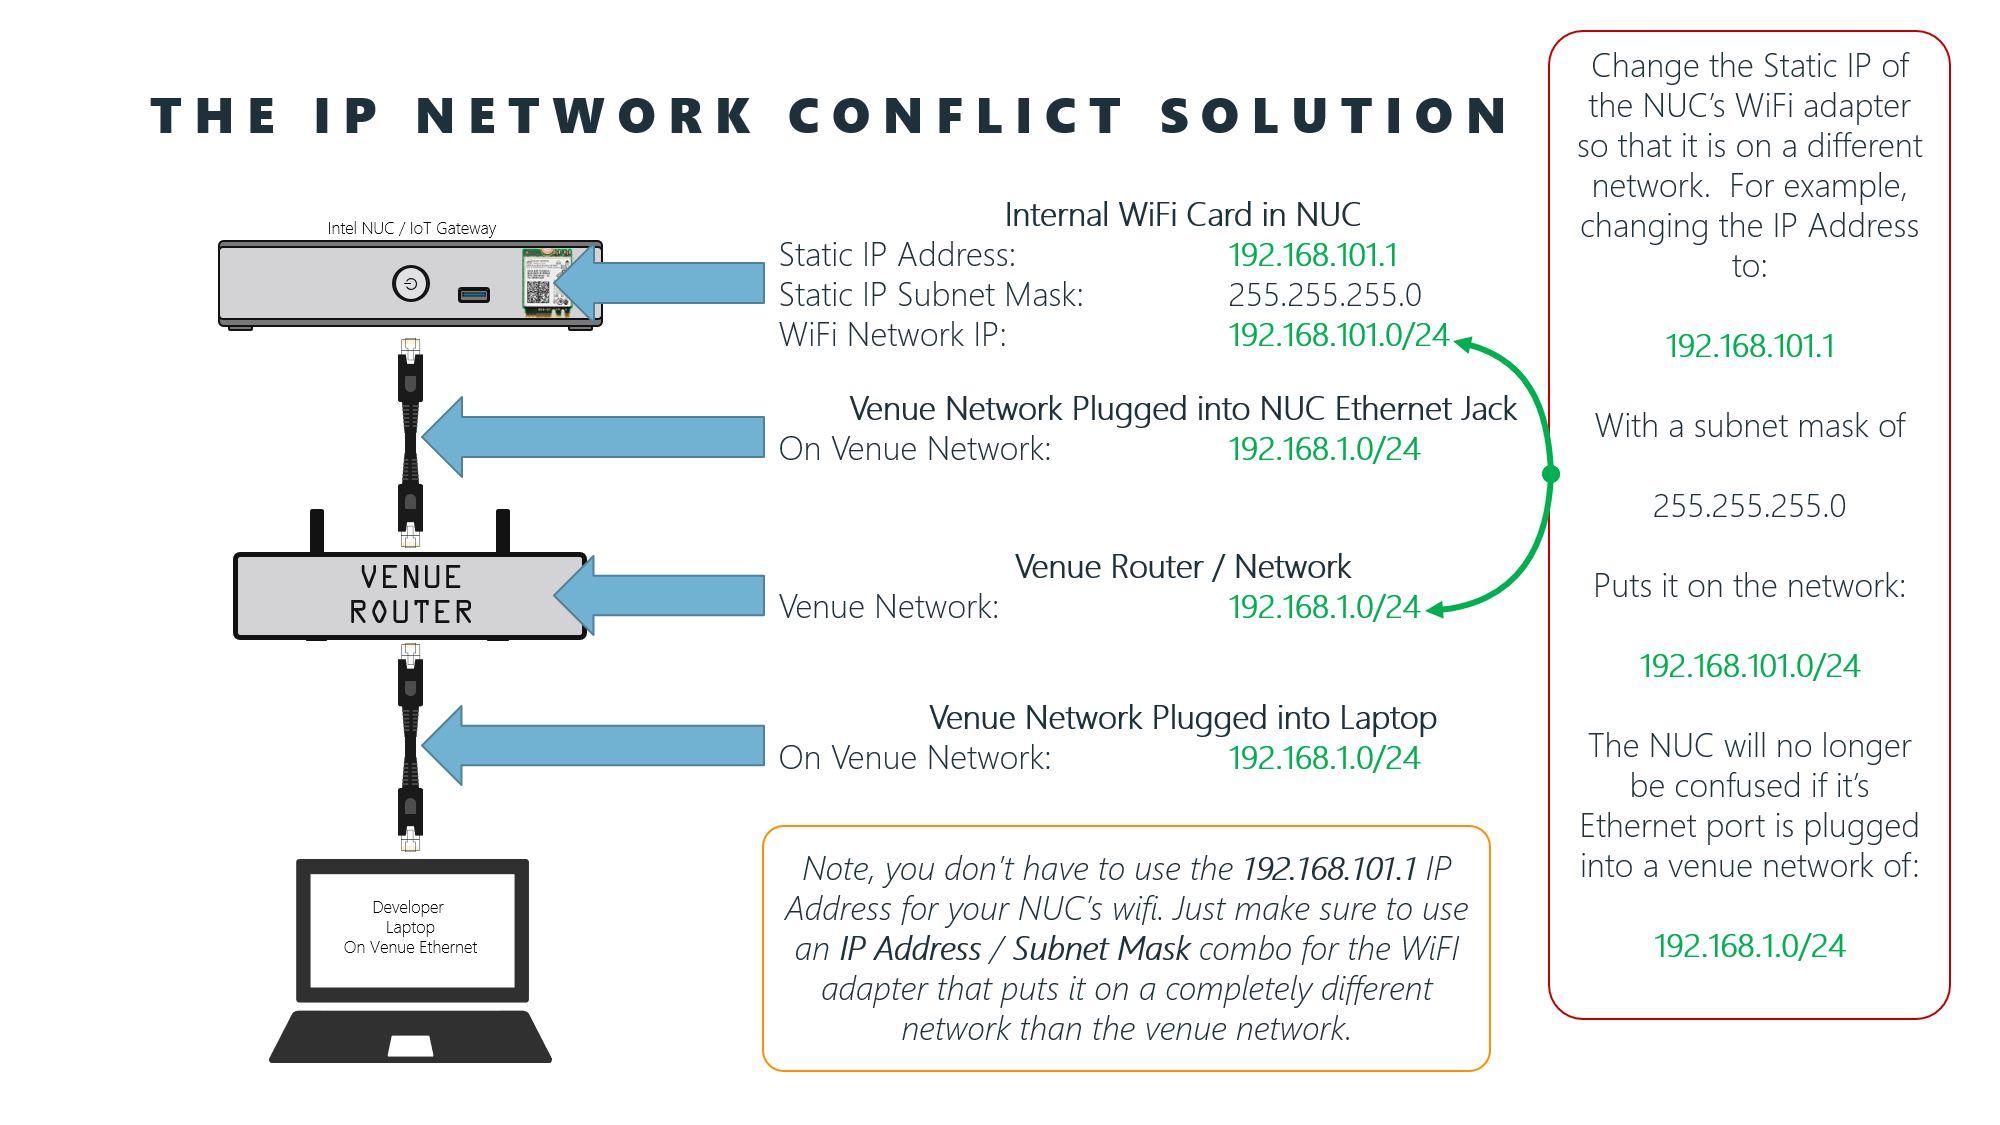 THE IP NETWORK CONFLICT SOLUTION
Intel NUC / IoT Gateway
Internal WiFi Card in NUC
Static IP Address: 192.168.101.1
Static IP Subnet Mask: 255.255.255.0
WiFi Network IP: 192.168.101.0/24
Venue Network Plugged into NUC Ethernet Jack
On Venue Network: 192.168.1.0/24
VENUE
ROUTER
Venue Router / Network
Venue Network: 192.168.1.0/24
Venue Network Plugged into Laptop
On Venue Network: 192.168.1.0/24
Developer
Laptop
On Venue Ethernet
Note, you don't have to use the 192.168.101.1 IP
Address for your NUC's wifi. Just make sure to use
an IP Address / Subnet Mask combo for the WiFI
adapter that puts it on a completely different
network than the venue network.
Change the Static IP of
the NUC's WiFi adapter
so that it is on a different
network.  For example,
changing the IP Address
to:
192.168.101.1
With a subnet mask of
255.255.255.0
Puts it on the network:
192.168.101.0/24
The NUC will no longer
be confused if it's
Ethernet port is plugged
into a venue network of:
192.168.1.0/24